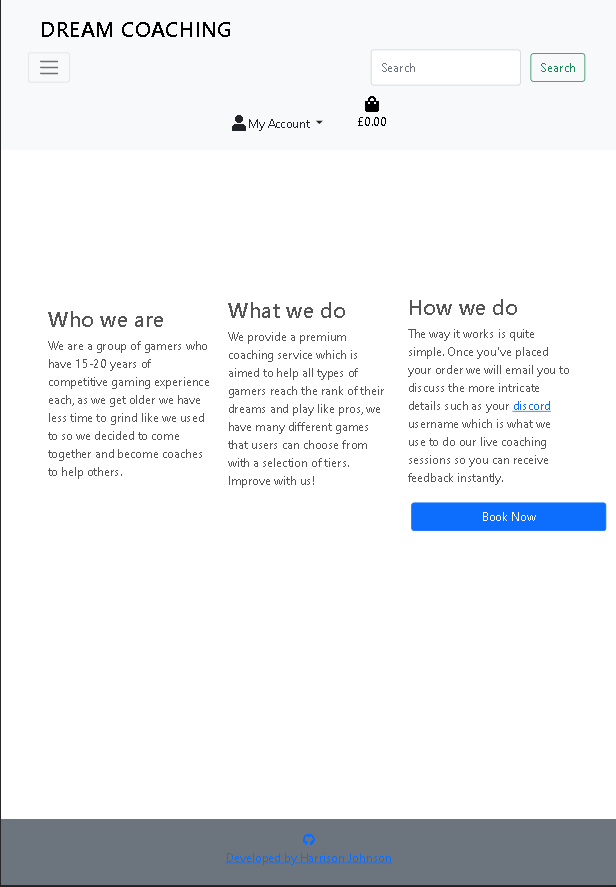 DREAM COACHING
Search
Search
My Account
£0.00
Who we are
We are a group of gamers who
have 15-20 years of
competitive gaming experience
each, as we get older we have
less time to grind like we used
to so we decided to come
together and become coaches
to help others.
What we do
We provide a premium
coaching service which is
aimed to help all types of
gamers reach the rank of their
dreams and play like pros, we
have many different games
that users can choose from
with a selection of tiers.
Improve with us!
How we do
The way it works is quite
simple. Once you've placed
your order we will email you to
discuss the more intricate
details such as your discord
username which is what we
use to do our live coaching
sessions so you can receive
feedback instantly.
Book Now
Developed by Harrison Johnson